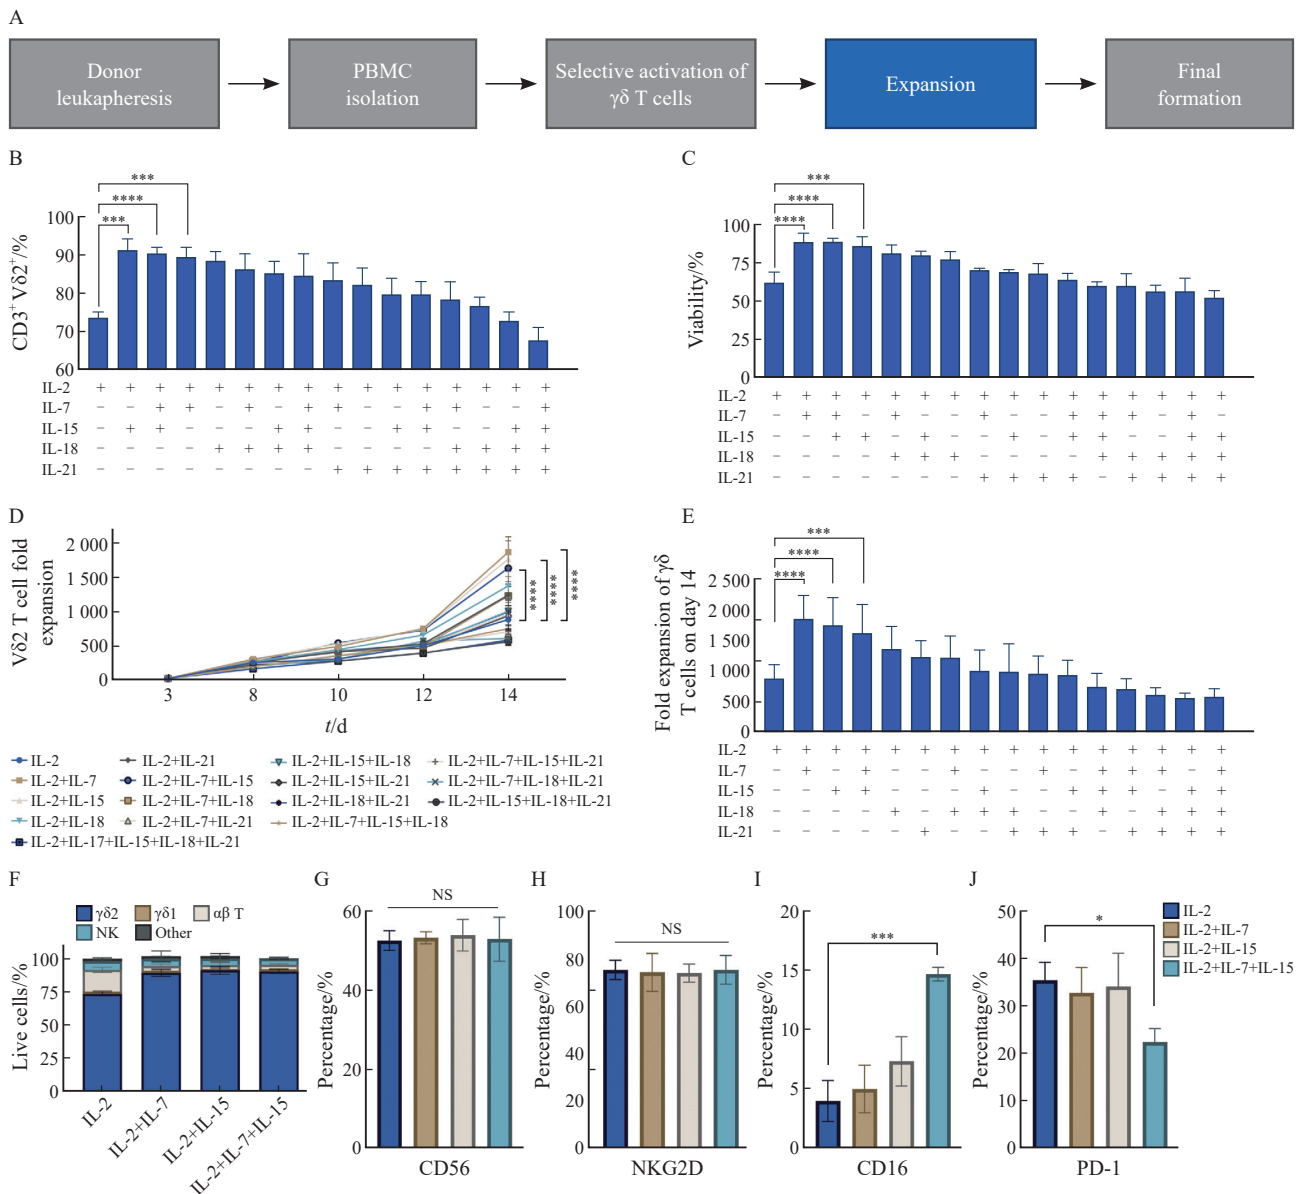 A
Donor
leukapheresis
PBMC
isolation
Selective activation of
γδ T cells
Expansion
Final
formation
B
CD3⁺ Vδ2⁺/%
100
90
80
70
60
***
****
***
IL-2 + + + + + + + + + + + + + + + +
IL-7 − − + + − + − + + − − + + − − +
IL-15 − + + − − − + + − − + + − − + +
IL-18 − − − − + + + + − − − − + + + +
IL-21 − − − − − − − − + + + + + + + +
C
Viability/%
100
75
50
25
0
***
****
****
IL-2 + + + + + + + + + + + + + + + +
IL-7 − + + − + − − + − − + + + − + −
IL-15 − − + + − + − − + − + + − − + +
IL-18 − − − − + + + − − − − + + + + +
IL-21 − − − − − − − + + + + − + + + +
D
Vδ2 T cell fold
expansion
2 000
1 500
1 000
500
0
3 8 10 12 14
t/d
****
****
****
IL-2
IL-2+IL-7
IL-2+IL-15
IL-2+IL-18
IL-2+IL-21
IL-2+IL-7+IL-15
IL-2+IL-7+IL-18
IL-2+IL-7+IL-21
IL-2+IL-15+IL-18
IL-2+IL-15+IL-21
IL-2+IL-18+IL-21
IL-2+IL-7+IL-15+IL-18
IL-2+IL-7+IL-15+IL-21
IL-2+IL-7+IL-18+IL-21
IL-2+IL-15+IL-18+IL-21
IL-2+IL-17+IL-15+IL-18+IL-21
E
Fold expansion of γδ
T cells on day 14
2 500
2 000
1 500
1 000
500
0
***
****
****
IL-2 + + + + + + + + + + + + + + + +
IL-7 − + − + − − + − − + − + + + − +
IL-15 − − + + − − − + − − + + + − + +
IL-18 − − − − + − + + − − − + − + + +
IL-21 − − − − − + − − + + + − + + + +
F
γδ2
γδ1
αβ T
NK
Other
Live cells/%
100
75
50
25
0
IL-2
IL-2+IL-7
IL-2+IL-15
IL-2+IL-7+IL-15
G
Percentage/%
60
40
20
0
NS
CD56
H
Percentage/%
100
80
60
40
20
0
NS
NKG2D
I
Percentage/%
20
15
10
5
0
***
CD16
J
Percentage/%
50
40
30
20
10
0
*
PD-1
IL-2
IL-2+IL-7
IL-2+IL-15
IL-2+IL-7+IL-15